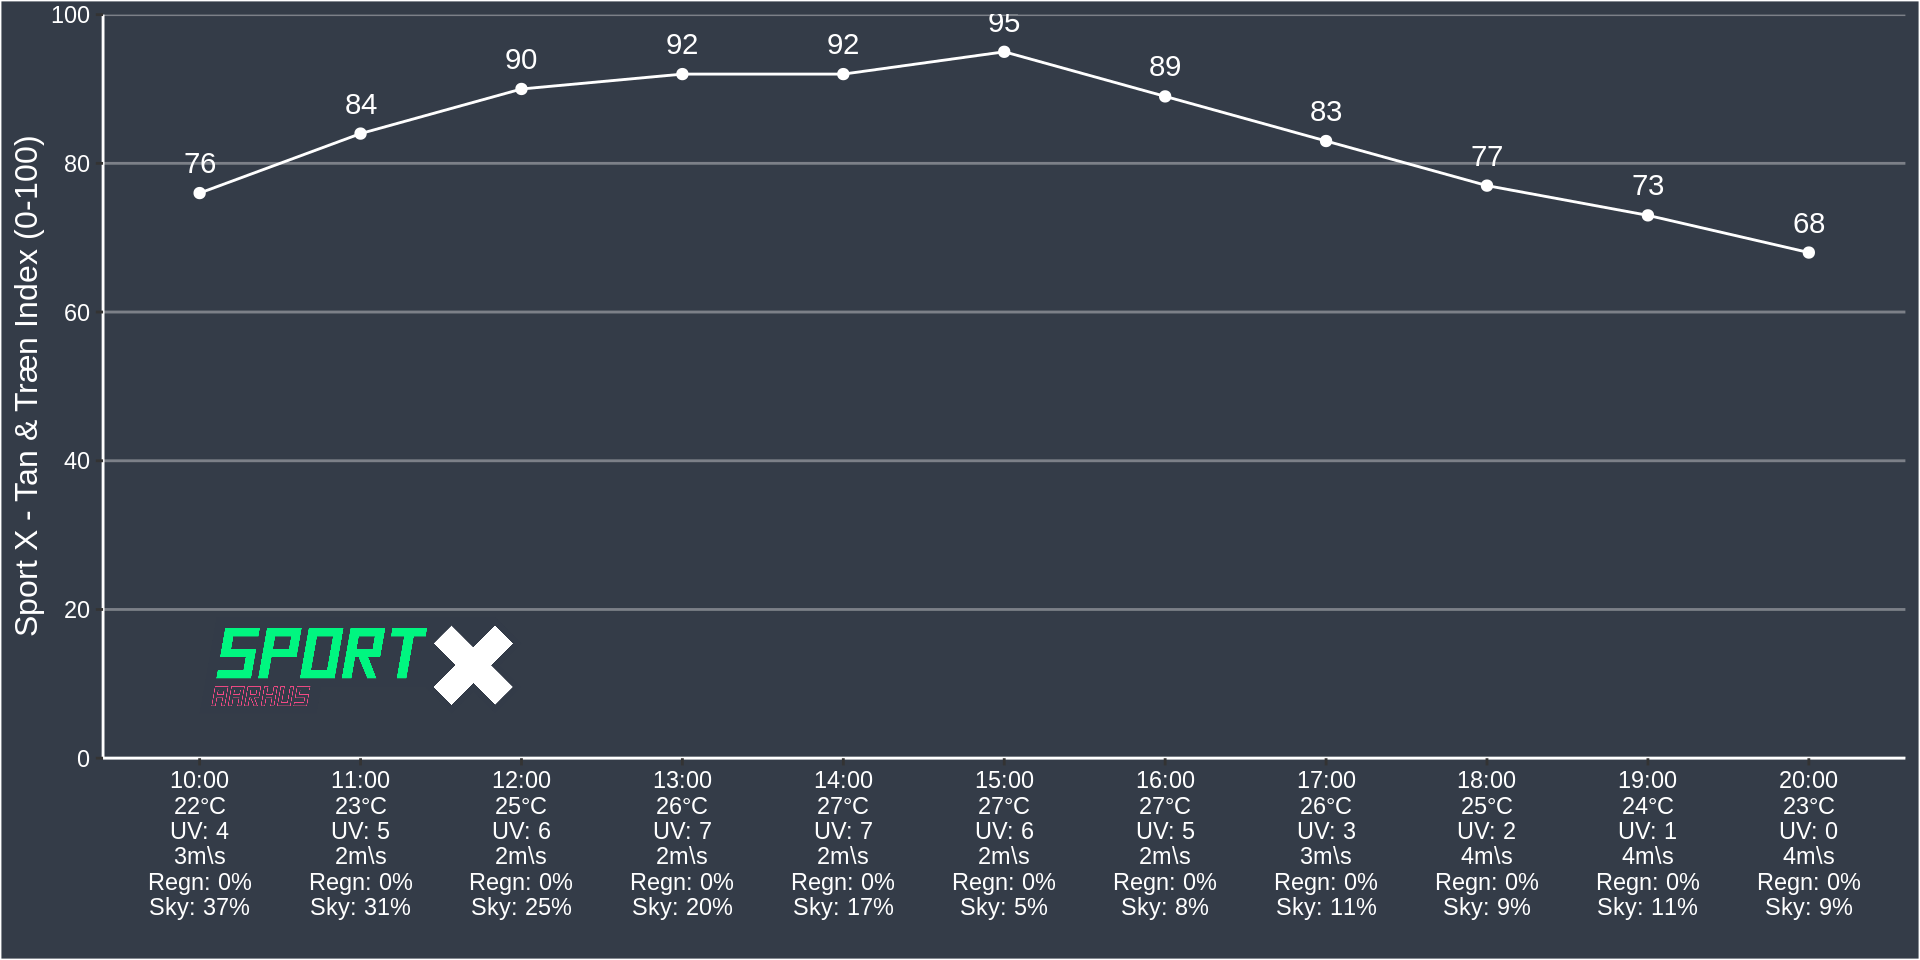 Sport X - Tan & Træn Index (0-100)
100
80
60
40
20
0
76
84
90
92
92
95
89
83
77
73
68
SPORT X
AARHUS
10:00 11:00 12:00 13:00 14:00 15:00 16:00 17:00 18:00 19:00 20:00
22°C 23°C 25°C 26°C 27°C 27°C 27°C 26°C 25°C 24°C 23°C
UV: 4 UV: 5 UV: 6 UV: 7 UV: 7 UV: 6 UV: 5 UV: 3 UV: 2 UV: 1 UV: 0
3m\s 2m\s 2m\s 2m\s 2m\s 2m\s 2m\s 3m\s 4m\s 4m\s 4m\s
Regn: 0% Regn: 0% Regn: 0% Regn: 0% Regn: 0% Regn: 0% Regn: 0% Regn: 0% Regn: 0% Regn: 0% Regn: 0%
Sky: 37% Sky: 31% Sky: 25% Sky: 20% Sky: 17% Sky: 5% Sky: 8% Sky: 11% Sky: 9% Sky: 11% Sky: 9%